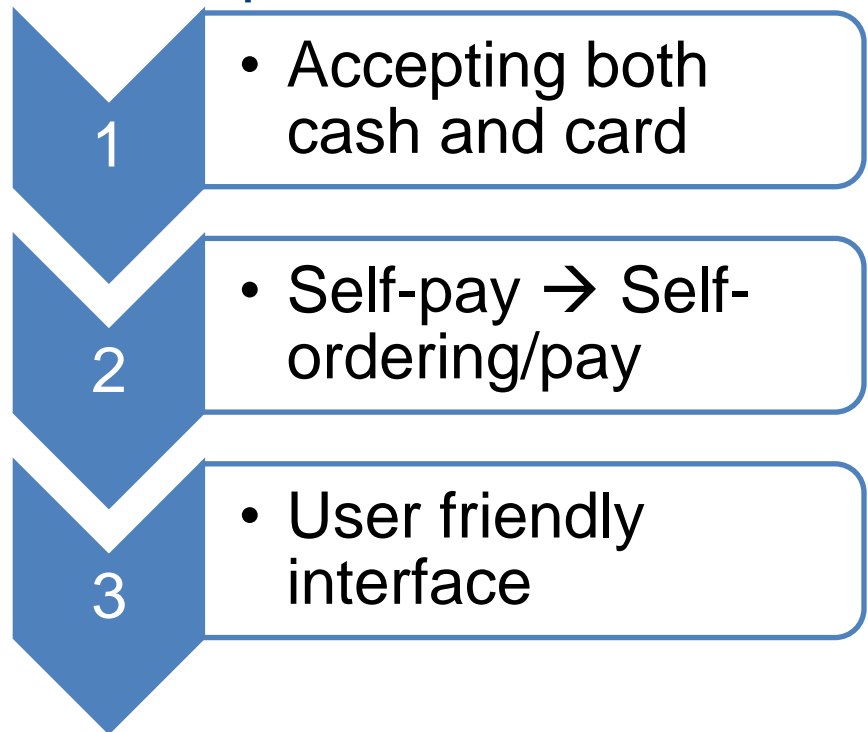 1
• Accepting both
cash and card
2
• Self-pay → Self-
ordering/pay
3
• User friendly
interface